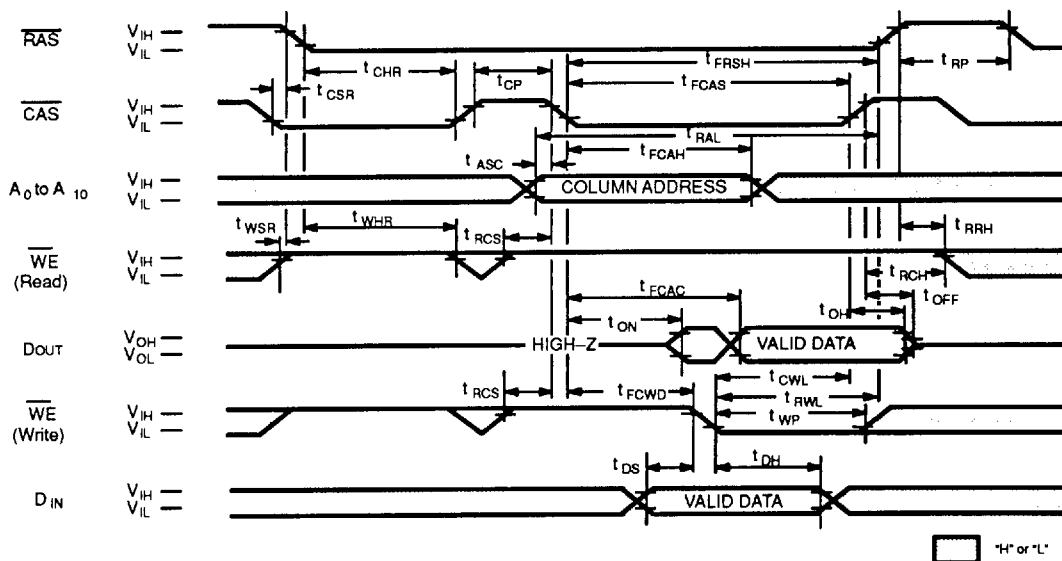 RAS
V IH
V IL
t CHR
t CSR
t CP
t FRSH
t FCAS
t RP
CAS
V IH
V IL
t RAL
t ASC
t FCAH
A 0 to A 10
V IH
V IL
COLUMN ADDRESS
t WSR
t WHR
t RCS
t RRH
WE
(Read)
V IH
V IL
t RCH
t FCAC
t OFF
t ON
t OH
DOUT
V OH
V OL
HIGH–Z
VALID DATA
t RCS
t FCWD
t CWL
t RWL
t WP
WE
(Write)
V IH
V IL
t DS
t DH
D IN
V IH
V IL
VALID DATA
"H" or "L"